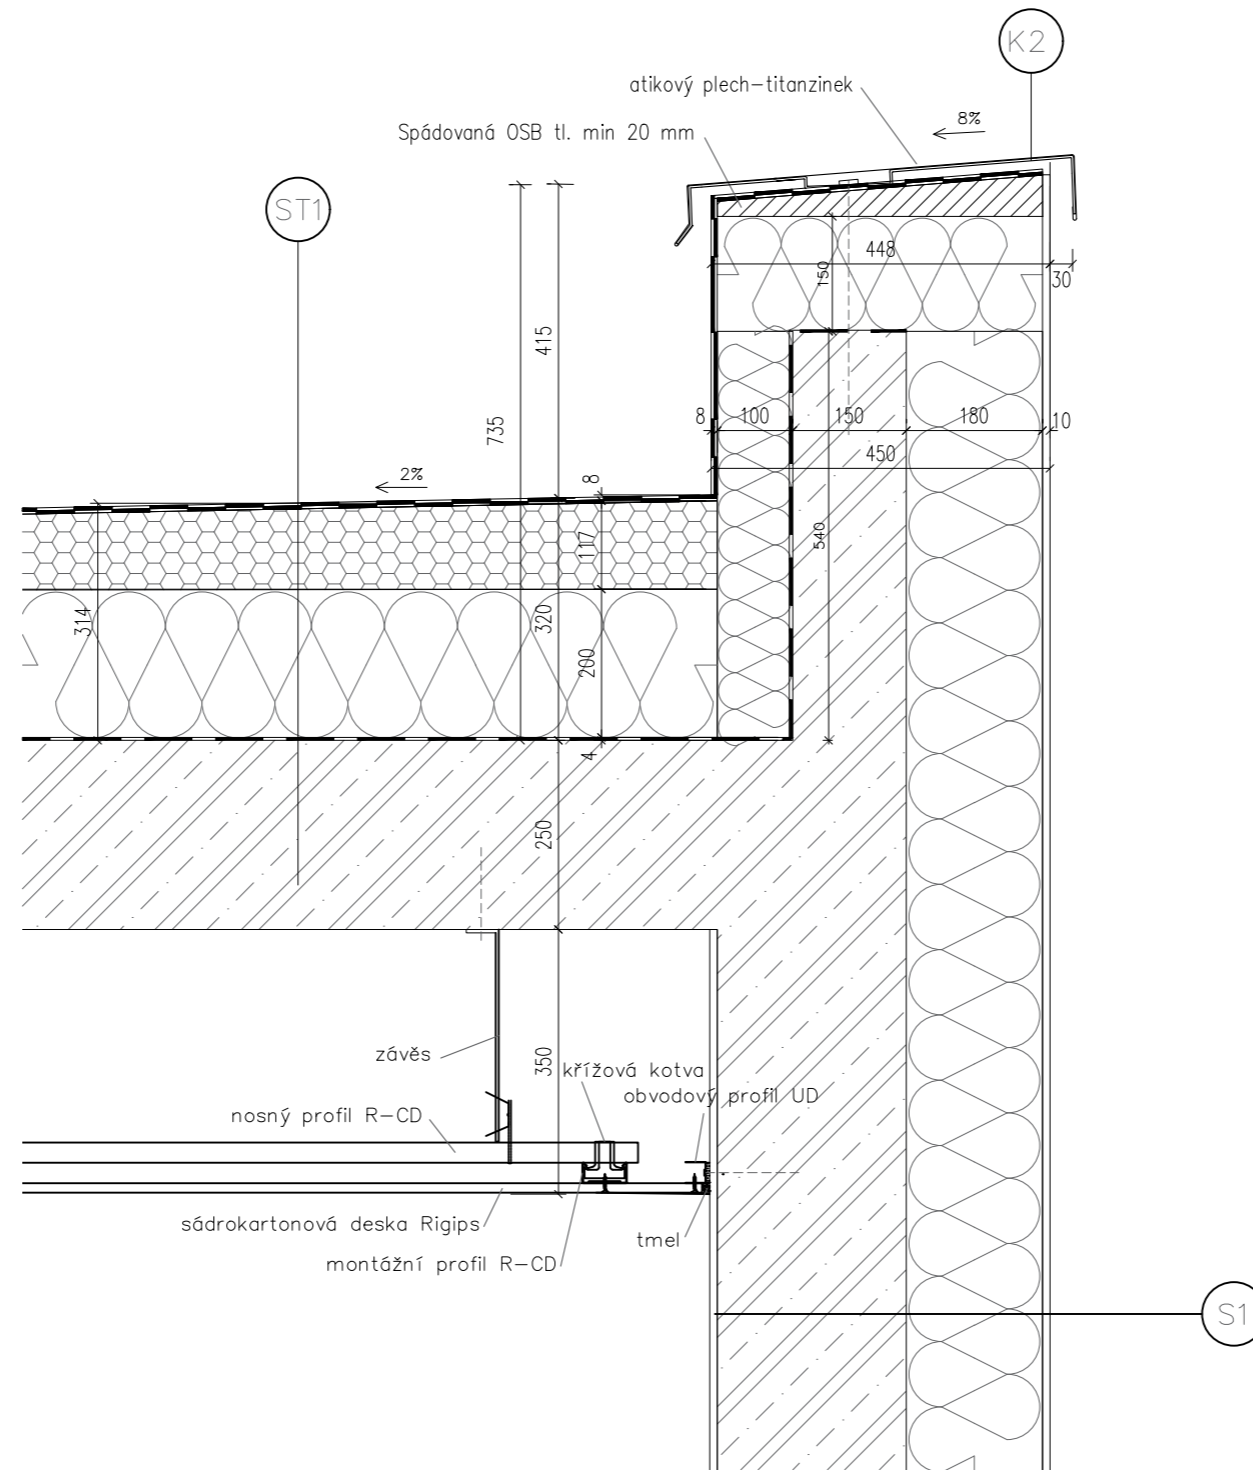 K2
atikový plech-titanzinek
8%
Spádovaná OSB tl. min 20 mm
ST1
448
150
30
415
735
8 100 150 180 10
450
2%
8
117
540
314
320
200
4
250
350
závěs
křížová kotva
obvodový profil UD
nosný profil R-CD
sádrokartonová deska Rigips
tmel
montážní profil R-CD
S1